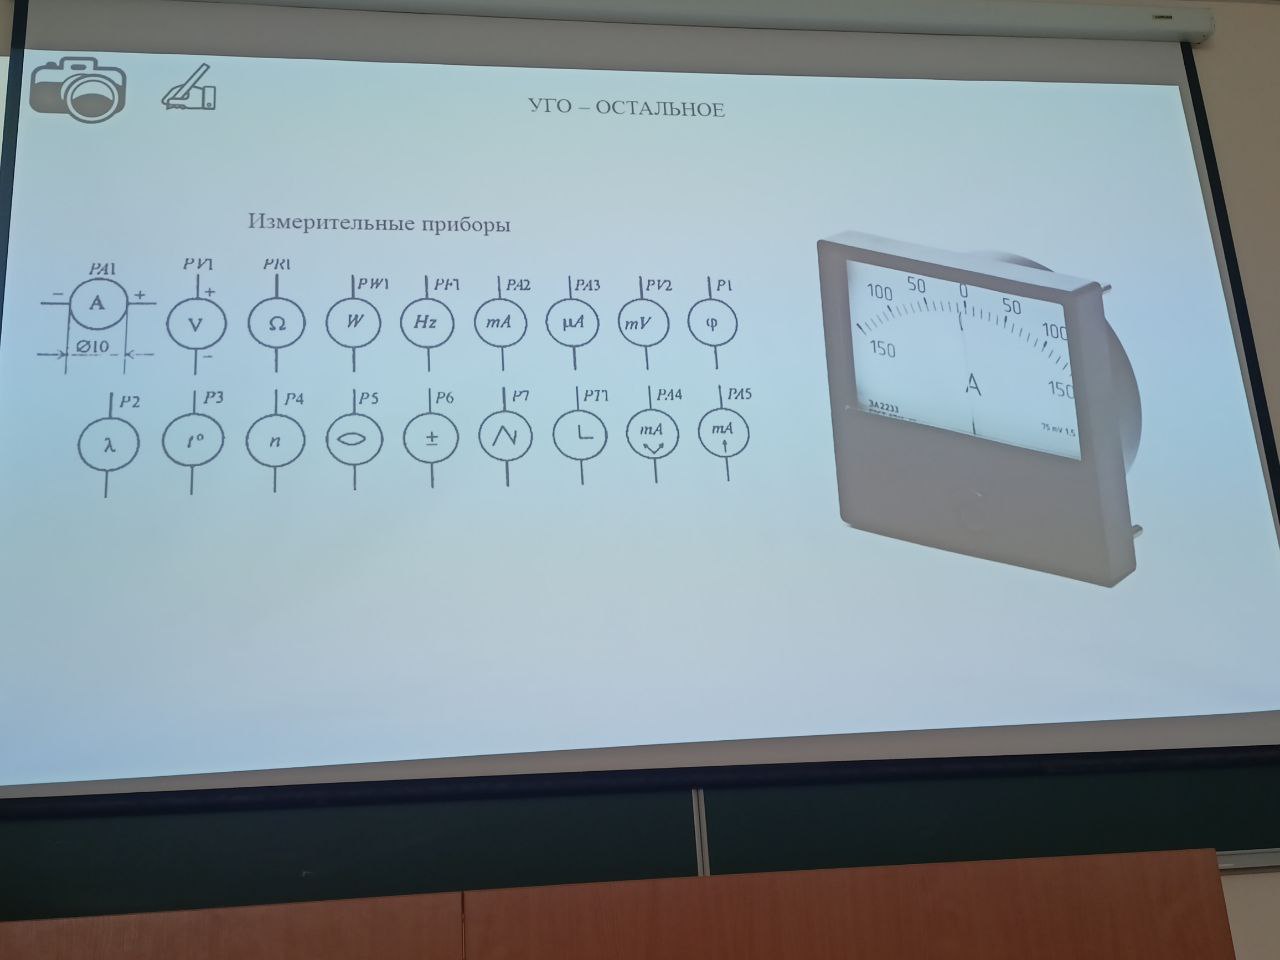 УГО – ОСТАЛЬНОЕ
Измерительные приборы
PA1 PV1 PR1 PW1 PF1 PA2 PA3 PV2 P1
– A + + V – Ω W Hz mA μA mV φ
Ø10
P2 P3 P4 P5 P6 P7 PT1 PA4 PA5
λ t° n ± mA mA
150 100 50 0 50 100 150
A
75 mV 1.5